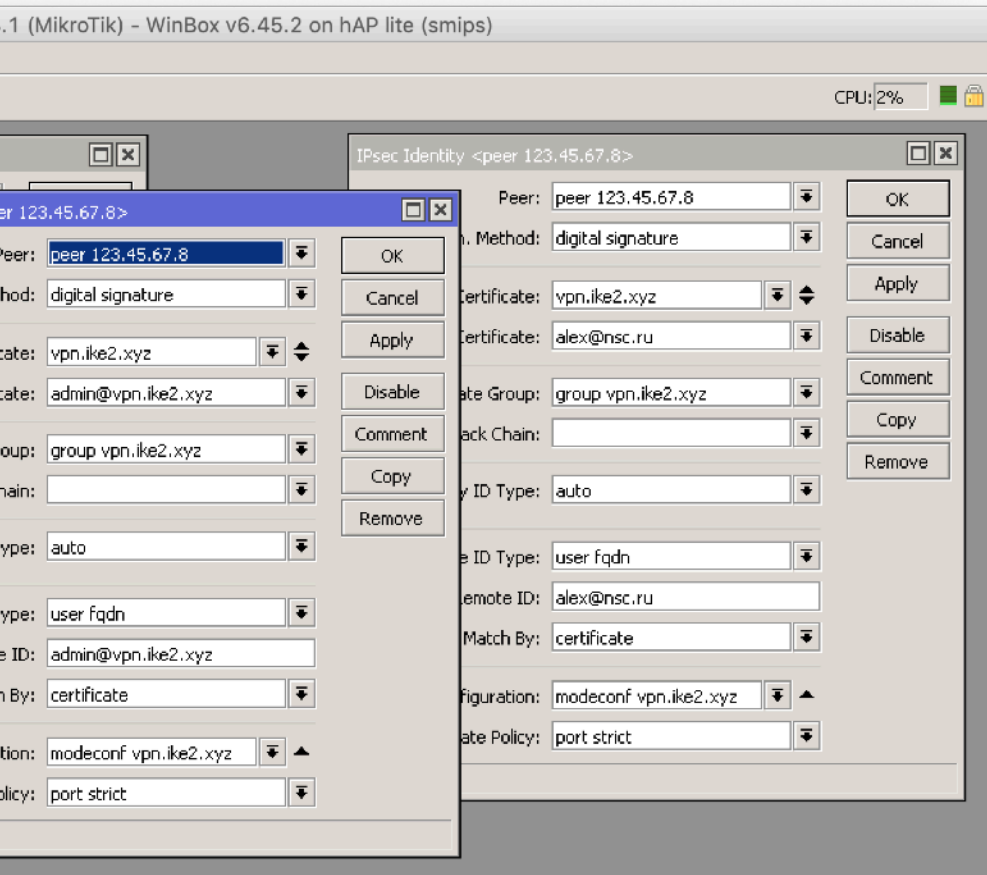 .1 (MikroTik) - WinBox v6.45.2 on hAP lite (smips)
CPU: 2%
er 123.45.67.8>
Peer: peer 123.45.67.8
hod: digital signature
cate: vpn.ike2.xyz
cate: admin@vpn.ike2.xyz
oup: group vpn.ike2.xyz
hain:
ype: auto
ype: user fqdn
e ID: admin@vpn.ike2.xyz
h By: certificate
tion: modeconf vpn.ike2.xyz
olicy: port strict
OK
Cancel
Apply
Disable
Comment
Copy
Remove
IPsec Identity <peer 123.45.67.8>
Peer: peer 123.45.67.8
h. Method: digital signature
Certificate: vpn.ike2.xyz
Certificate: alex@nsc.ru
ate Group: group vpn.ike2.xyz
ack Chain:
y ID Type: auto
e ID Type: user fqdn
Remote ID: alex@nsc.ru
Match By: certificate
figuration: modeconf vpn.ike2.xyz
ate Policy: port strict
OK
Cancel
Apply
Disable
Comment
Copy
Remove